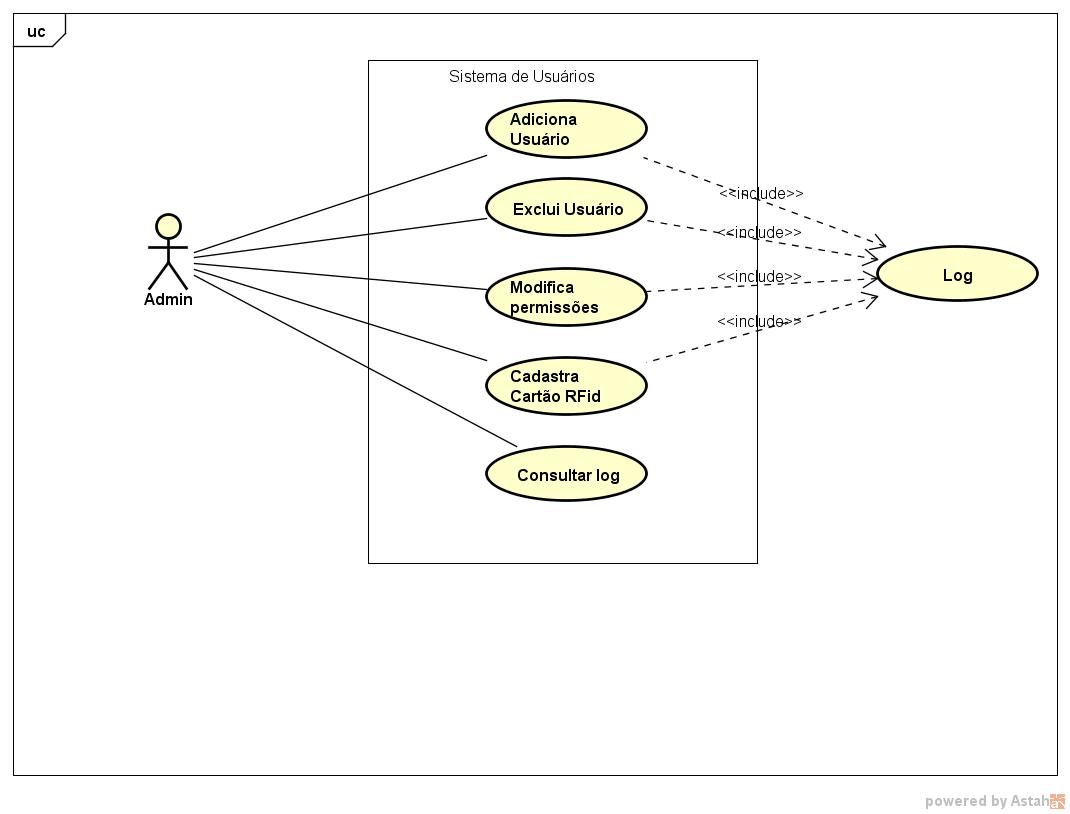 uc
Sistema de Usuários
Adiciona
Usuário
<<include>>
Exclui Usuário
<<include>>
Admin
Modifica
permissões
<<include>>
Log
<<include>>
Cadastra
Cartão RFid
Consultar log
powered by Astah